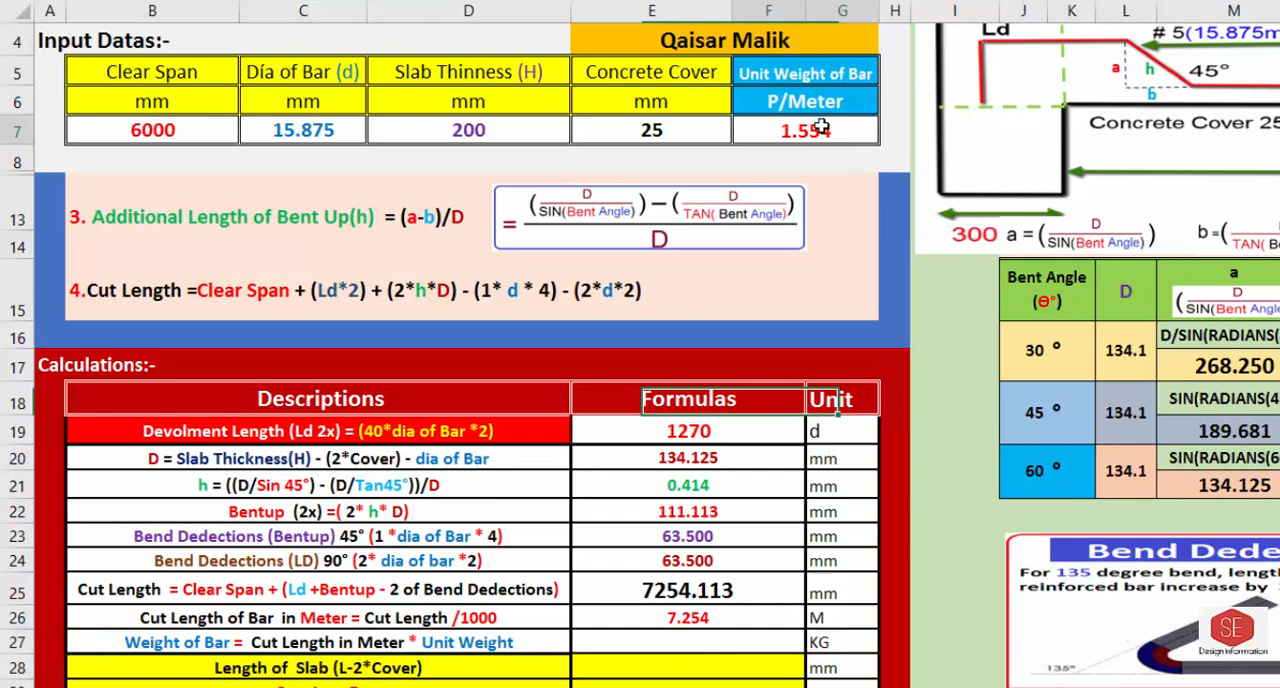 A B C D E F G H I J K L M
4 Input Datas:- Qaisar Malik
5 Clear Span Día of Bar (d) Slab Thinness (H) Concrete Cover Unit Weight of Bar
6 mm mm mm mm P/Meter
7 6000 15.875 200 25 1.554
8
13 3. Additional Length of Bent Up(h) = (a-b)/D
= (D/SIN(Bent Angle)) − (D/TAN( Bent Angle))
D
14
15 4.Cut Length =Clear Span + (Ld*2) + (2*h*D) - (1* d * 4) - (2*d*2)
16
17 Calculations:-
18 Descriptions Formulas Unit
19 Devolment Length (Ld 2x) = (40*dia of Bar *2) 1270 d
20 D = Slab Thickness(H) - (2*Cover) - dia of Bar 134.125 mm
21 h = ((D/Sin 45°) - (D/Tan45°))/D 0.414 mm
22 Bentup (2x) =( 2* h* D) 111.113 mm
23 Bend Dedections (Bentup) 45° (1 *dia of Bar * 4) 63.500 mm
24 Bend Dedections (LD) 90° (2* dia of bar *2) 63.500 mm
25 Cut Length = Clear Span + (Ld +Bentup - 2 of Bend Dedections) 7254.113 mm
26 Cut Length of Bar in Meter = Cut Length /1000 7.254 M
27 Weight of Bar = Cut Length in Meter * Unit Weight KG
28 Length of Slab (L-2*Cover) mm
Ld # 5(15.875m
a h 45°
b
Concrete Cover 25
300 a = (D/SIN(Bent Angle)) b =(
TAN( Be
Bent Angle (Ɵ°) D a
(D/SIN(Bent Angle
30 ° 134.1 D/SIN(RADIANS(
268.250
45 ° 134.1 SIN(RADIANS(4
189.681
60 ° 134.1 SIN(RADIANS(6
134.125
Bend Dede
For 135 degree bend, length
reinforced bar increase by
135°
SE
Dzsign Information